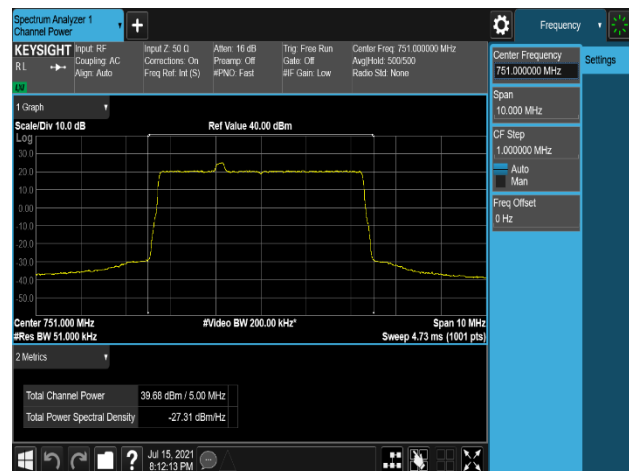 Spectrum Analyzer 1
Channel Power
Frequency
KEYSIGHT
RL
Input: RF
Coupling: AC
Align: Auto
Input Z: 50 Ω
Corrections: On
Freq Ref: Int (S)
Atten: 16 dB
Preamp: Off
#PNO: Fast
Trig: Free Run
Gate: Off
#IF Gain: Low
Center Freq: 751.000000 MHz
Avg|Hold: 500/500
Radio Std: None
1 Graph
Scale/Div 10.0 dB
Ref Value 40.00 dBm
Log
30.0
20.0
10.0
0.00
-10.0
-20.0
-30.0
-40.0
-50.0
Center 751.000 MHz
#Video BW 200.00 kHz*
Span 10 MHz
#Res BW 51.000 kHz
Sweep 4.73 ms (1001 pts)
2 Metrics
Total Channel Power 39.68 dBm / 5.00 MHz
Total Power Spectral Density -27.31 dBm/Hz
Jul 15, 2021
8:12:13 PM
Center Frequency
751.000000 MHz
Settings
Span
10.000 MHz
CF Step
1.000000 MHz
Auto
Man
Freq Offset
0 Hz